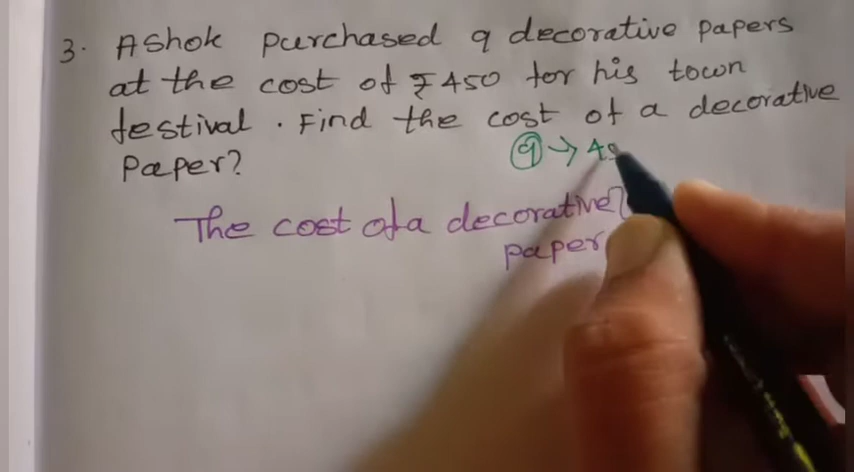 3. Ashok purchased 9 decorative papers
at the cost of ₹450 for his town
festival. Find the cost of a decorative
Paper?
⑨ → 4
The cost of a decorative
paper